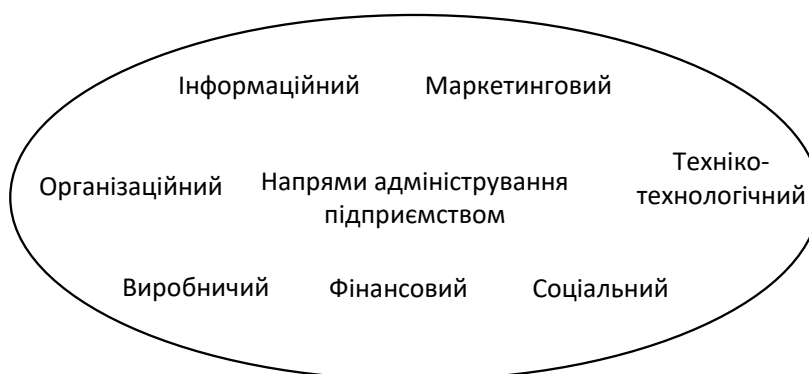 Інформаційний Маркетинговий
Техніко-
технологічний
Організаційний
Напрями адміністрування
підприємством
Виробничий Фінансовий Соціальний